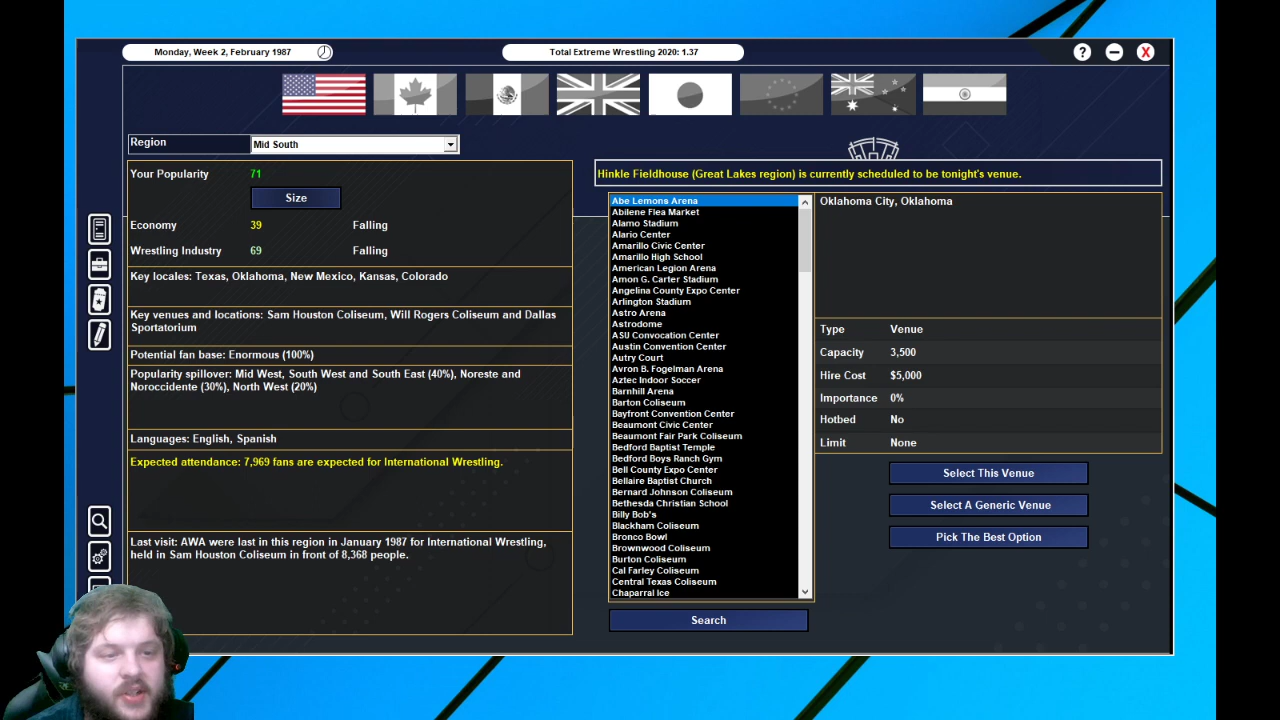 Monday, Week 2, February 1987
Total Extreme Wrestling 2020: 1.37
?
X
Region
Mid South
Your Popularity
71
Size
Economy
39
Falling
Wrestling Industry
69
Falling
Key locales: Texas, Oklahoma, New Mexico, Kansas, Colorado
Key venues and locations: Sam Houston Coliseum, Will Rogers Coliseum and Dallas
Sportatorium
Potential fan base: Enormous (100%)
Popularity spillover: Mid West, South West and South East (40%), Noreste and
Noroccidente (30%), North West (20%)
Languages: English, Spanish
Expected attendance: 7,969 fans are expected for International Wrestling.
Last visit: AWA were last in this region in January 1987 for International Wrestling,
held in Sam Houston Coliseum in front of 8,368 people.
Hinkle Fieldhouse (Great Lakes region) is currently scheduled to be tonight's venue.
Abe Lemons Arena
Abilene Flea Market
Alamo Stadium
Alario Center
Amarillo Civic Center
Amarillo High School
American Legion Arena
Amon G. Carter Stadium
Angelina County Expo Center
Arlington Stadium
Astro Arena
Astrodome
ASU Convocation Center
Austin Convention Center
Autry Court
Avron B. Fogelman Arena
Aztec Indoor Soccer
Barnhill Arena
Barton Coliseum
Bayfront Convention Center
Beaumont Civic Center
Beaumont Fair Park Coliseum
Bedford Baptist Temple
Bedford Boys Ranch Gym
Bell County Expo Center
Bellaire Baptist Church
Bernard Johnson Coliseum
Bethesda Christian School
Billy Bob's
Blackham Coliseum
Bronco Bowl
Brownwood Coliseum
Burton Coliseum
Cal Farley Coliseum
Central Texas Coliseum
Chaparral Ice
Search
Oklahoma City, Oklahoma
Type
Venue
Capacity
3,500
Hire Cost
$5,000
Importance
0%
Hotbed
No
Limit
None
Select This Venue
Select A Generic Venue
Pick The Best Option